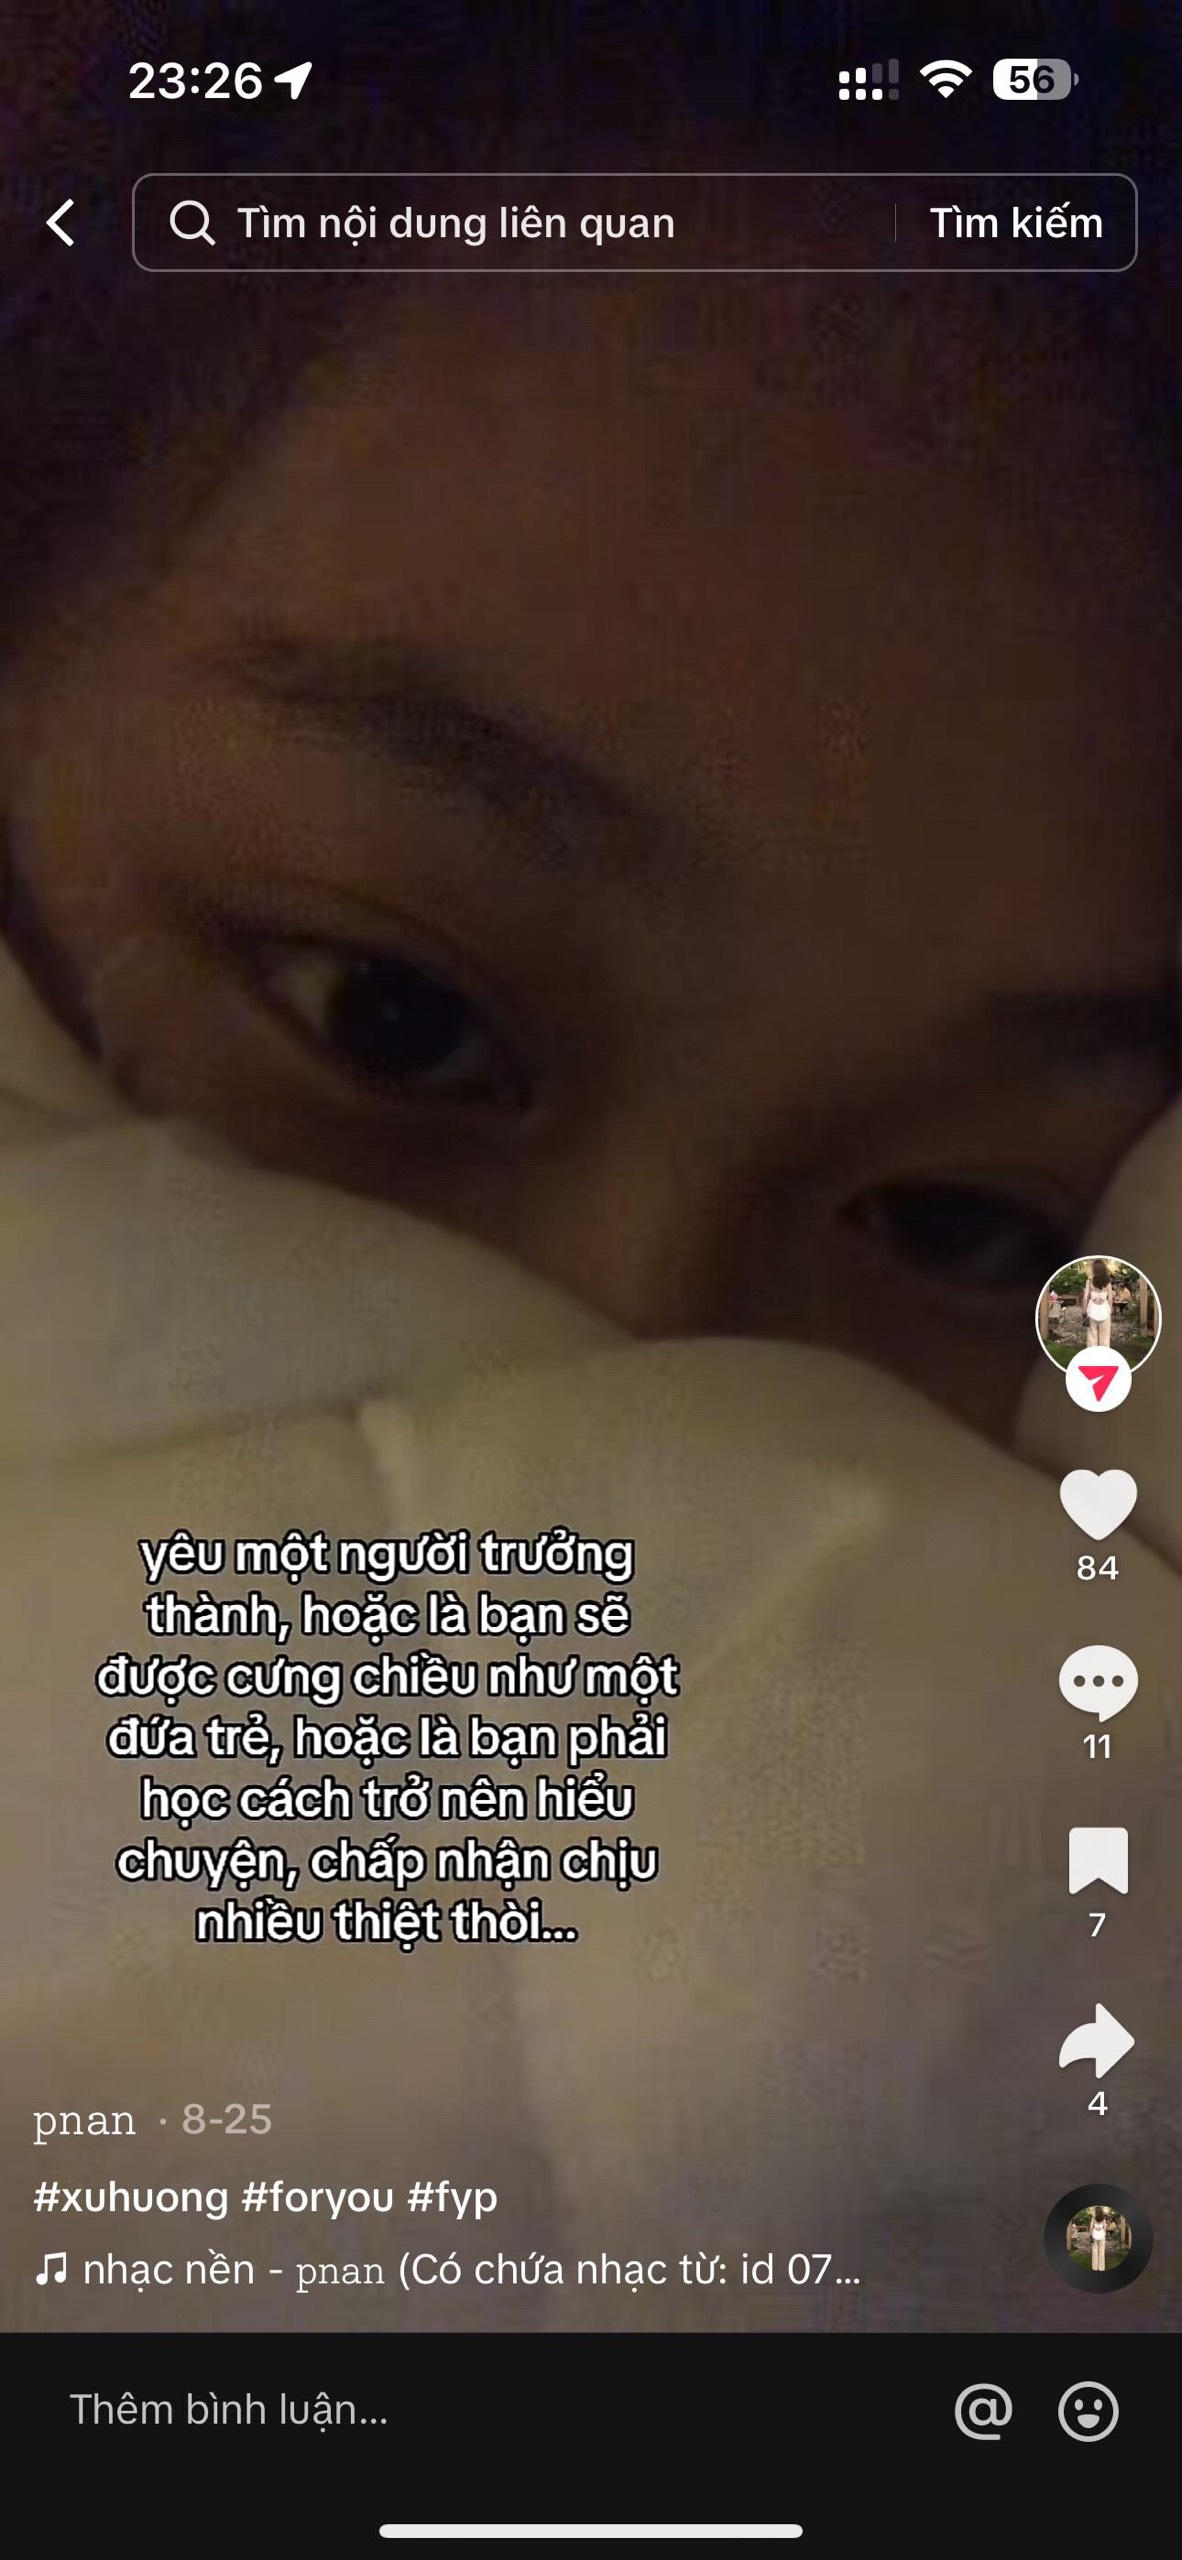 23:26
56
Tìm nội dung liên quan
Tìm kiếm
yêu một người trưởng
thành, hoặc là bạn sẽ
được cưng chiều như một
đứa trẻ, hoặc là bạn phải
học cách trở nên hiểu
chuyện, chấp nhận chịu
nhiều thiệt thòi...
84
11
7
4
pnan · 8-25
#xuhuong #foryou #fyp
nhạc nền - pnan (Có chứa nhạc từ: id 07...
Thêm bình luận...
@